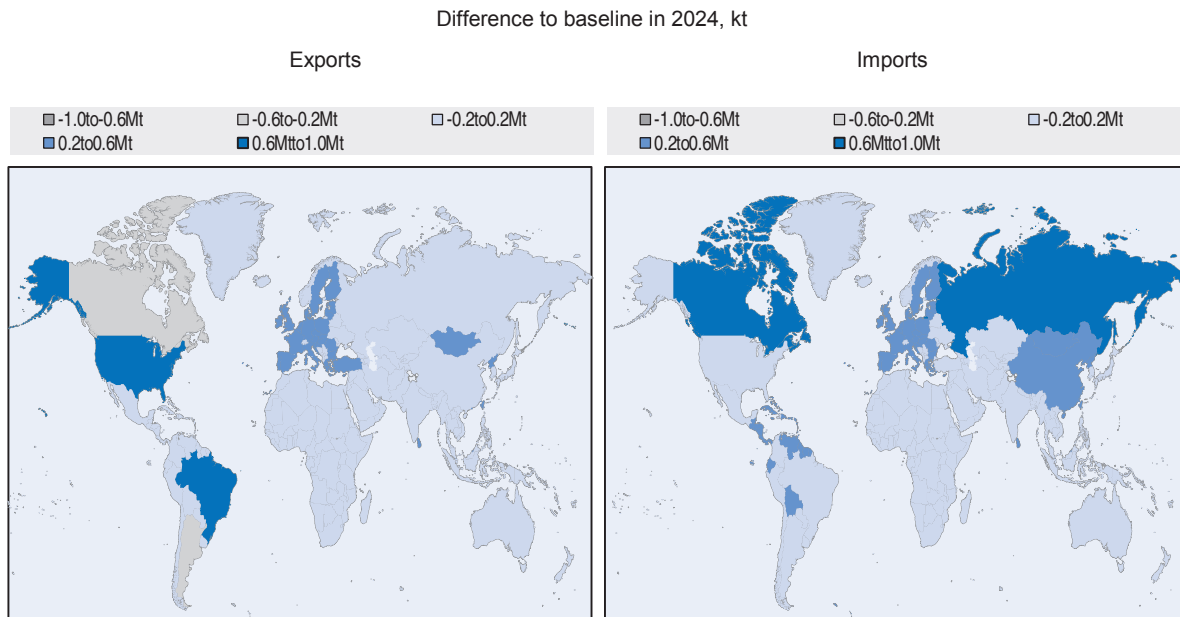 Difference to baseline in 2024, kt
Exports
Imports
-1.0to-0.6Mt -0.6to-0.2Mt -0.2to0.2Mt
0.2to0.6Mt 0.6Mtto1.0Mt
-1.0to-0.6Mt -0.6to-0.2Mt -0.2to0.2Mt
0.2to0.6Mt 0.6Mtto1.0Mt